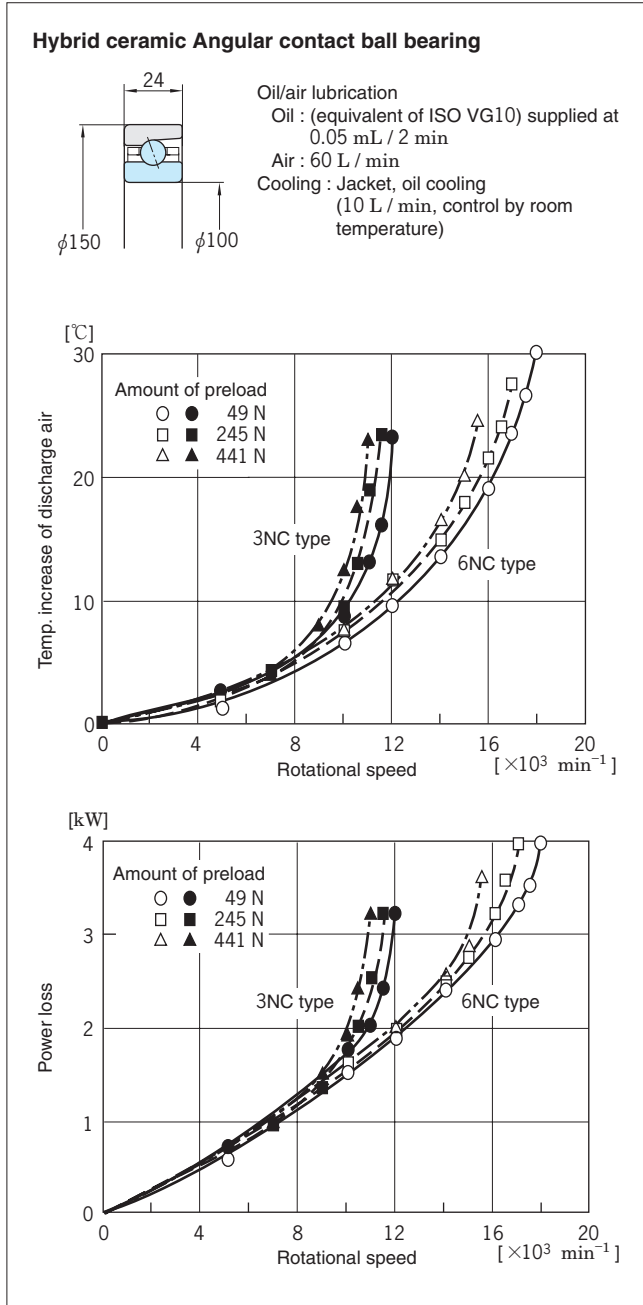 Hybrid ceramic Angular contact ball bearing
24
φ150
φ100
Oil/air lubrication
Oil : (equivalent of ISO VG10) supplied at
0.05 mL / 2 min
Air : 60 L / min
Cooling : Jacket, oil cooling
(10 L / min, control by room
temperature)
[℃]
30
20
10
0
Temp. increase of discharge air
Amount of preload
○ ● 49 N
□ ■ 245 N
△ ▲ 441 N
3NC type
6NC type
0 4 8 12 16 20
Rotational speed [ ×10³ min⁻¹ ]
[kW]
4
3
2
1
0
Power loss
Amount of preload
○ ● 49 N
□ ■ 245 N
△ ▲ 441 N
3NC type
6NC type
0 4 8 12 16 20
Rotational speed [ ×10³ min⁻¹ ]